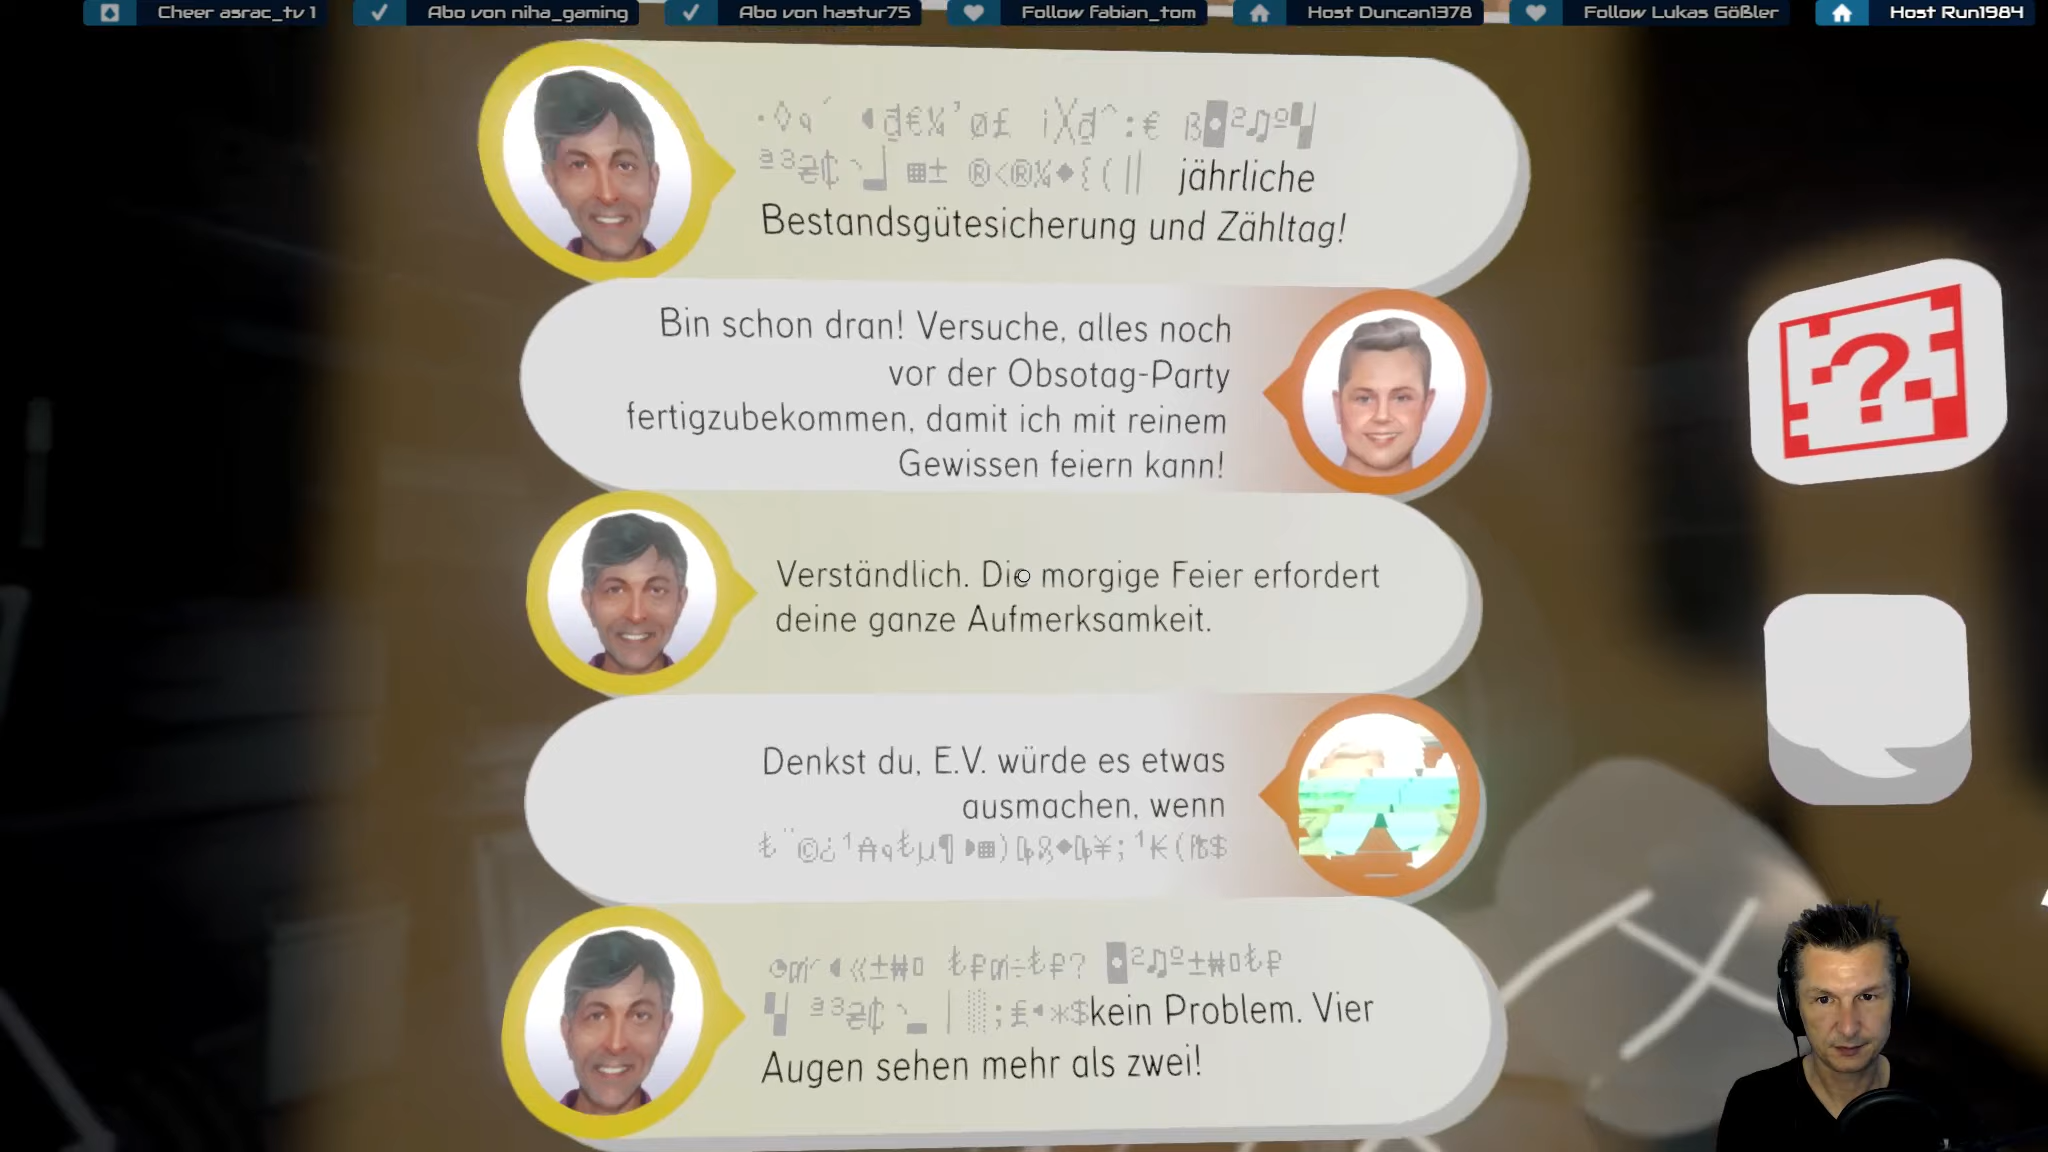 Cheer asrac_tv 1
Abo von niha_gaming
Abo von hastur75
Follow fabian_tom
Host Duncan1378
Follow Lukas Gößler
Host Run1984
jährliche
Bestandsgütesicherung und Zähltag!
Bin schon dran! Versuche, alles noch
vor der Obsotag-Party
fertigzubekommen, damit ich mit reinem
Gewissen feiern kann!
Verständlich. Die morgige Feier erfordert
deine ganze Aufmerksamkeit.
Denkst du, E.V. würde es etwas
ausmachen, wenn
kein Problem. Vier
Augen sehen mehr als zwei!
?